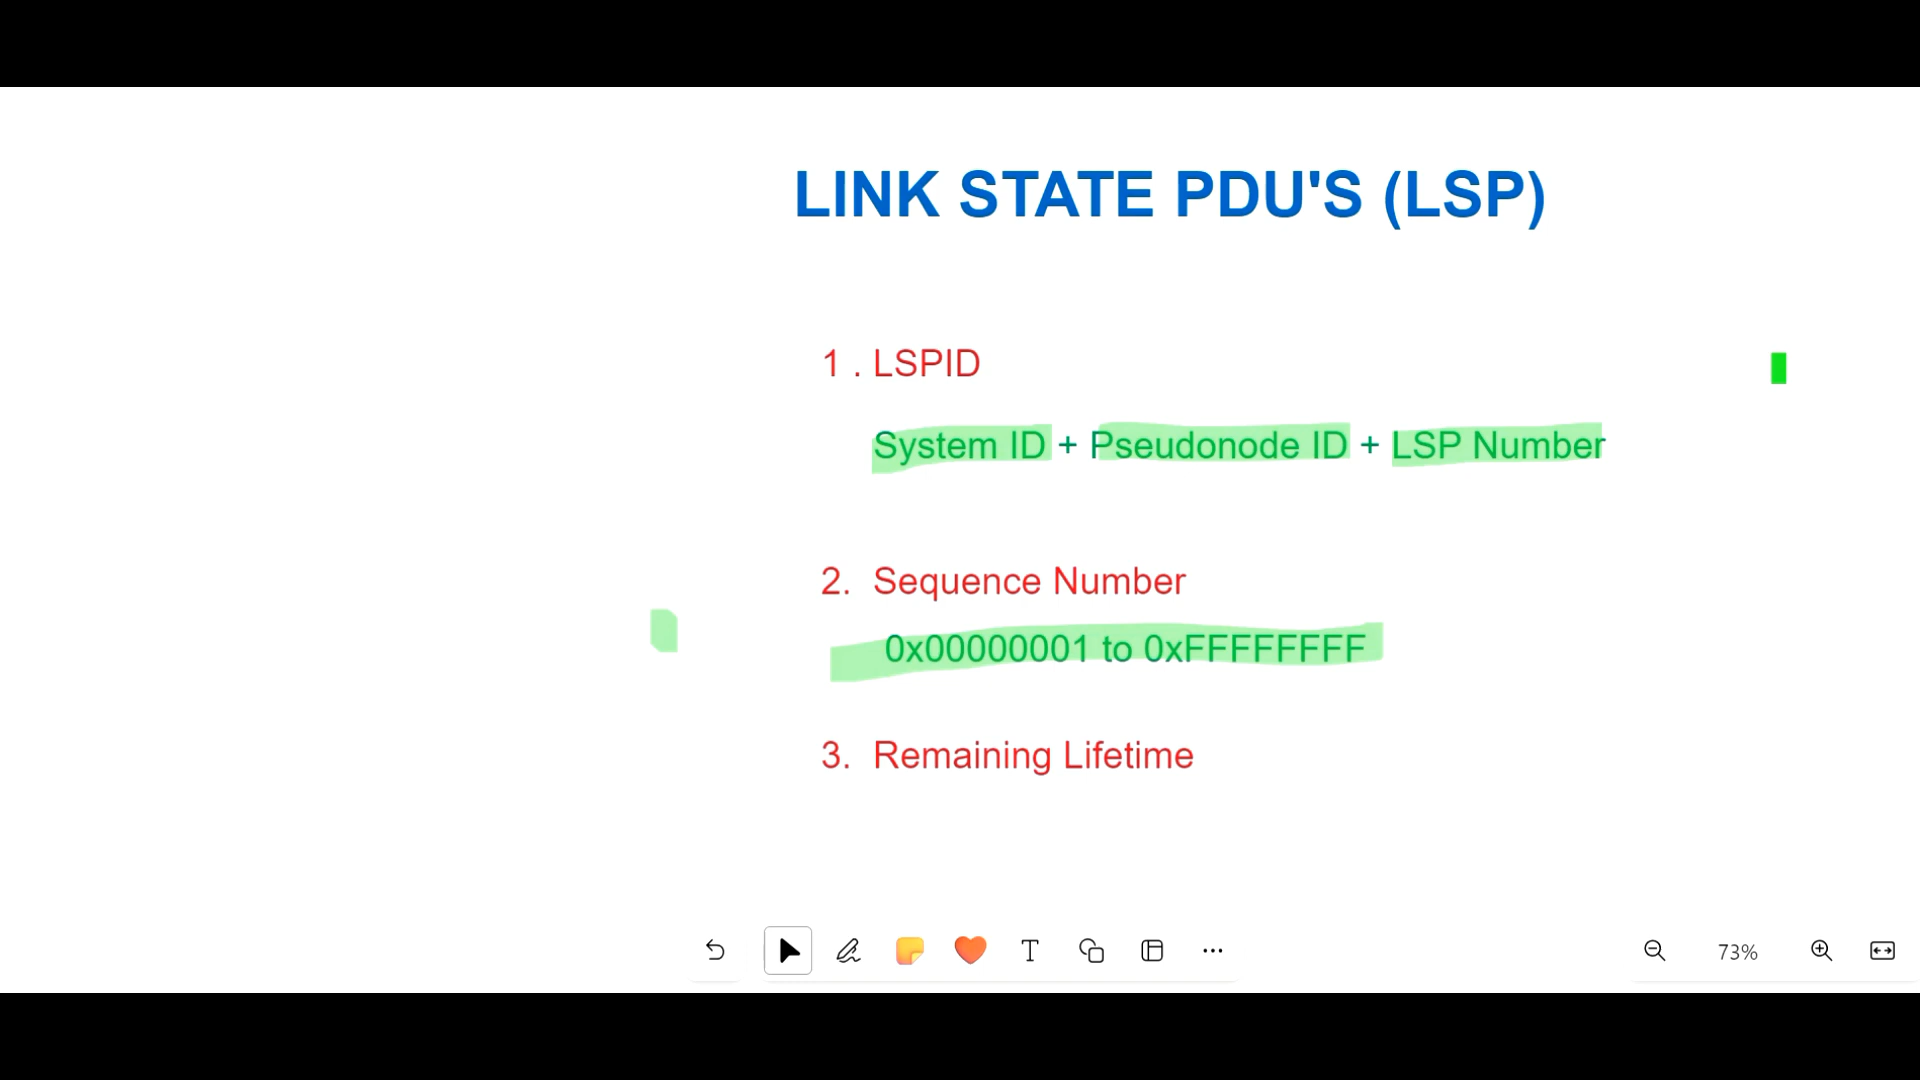 LINK STATE PDU'S (LSP)
1 . LSPID
System ID + Pseudonode ID + LSP Number
2. Sequence Number
0x00000001 to 0xFFFFFFFF
3. Remaining Lifetime
73%